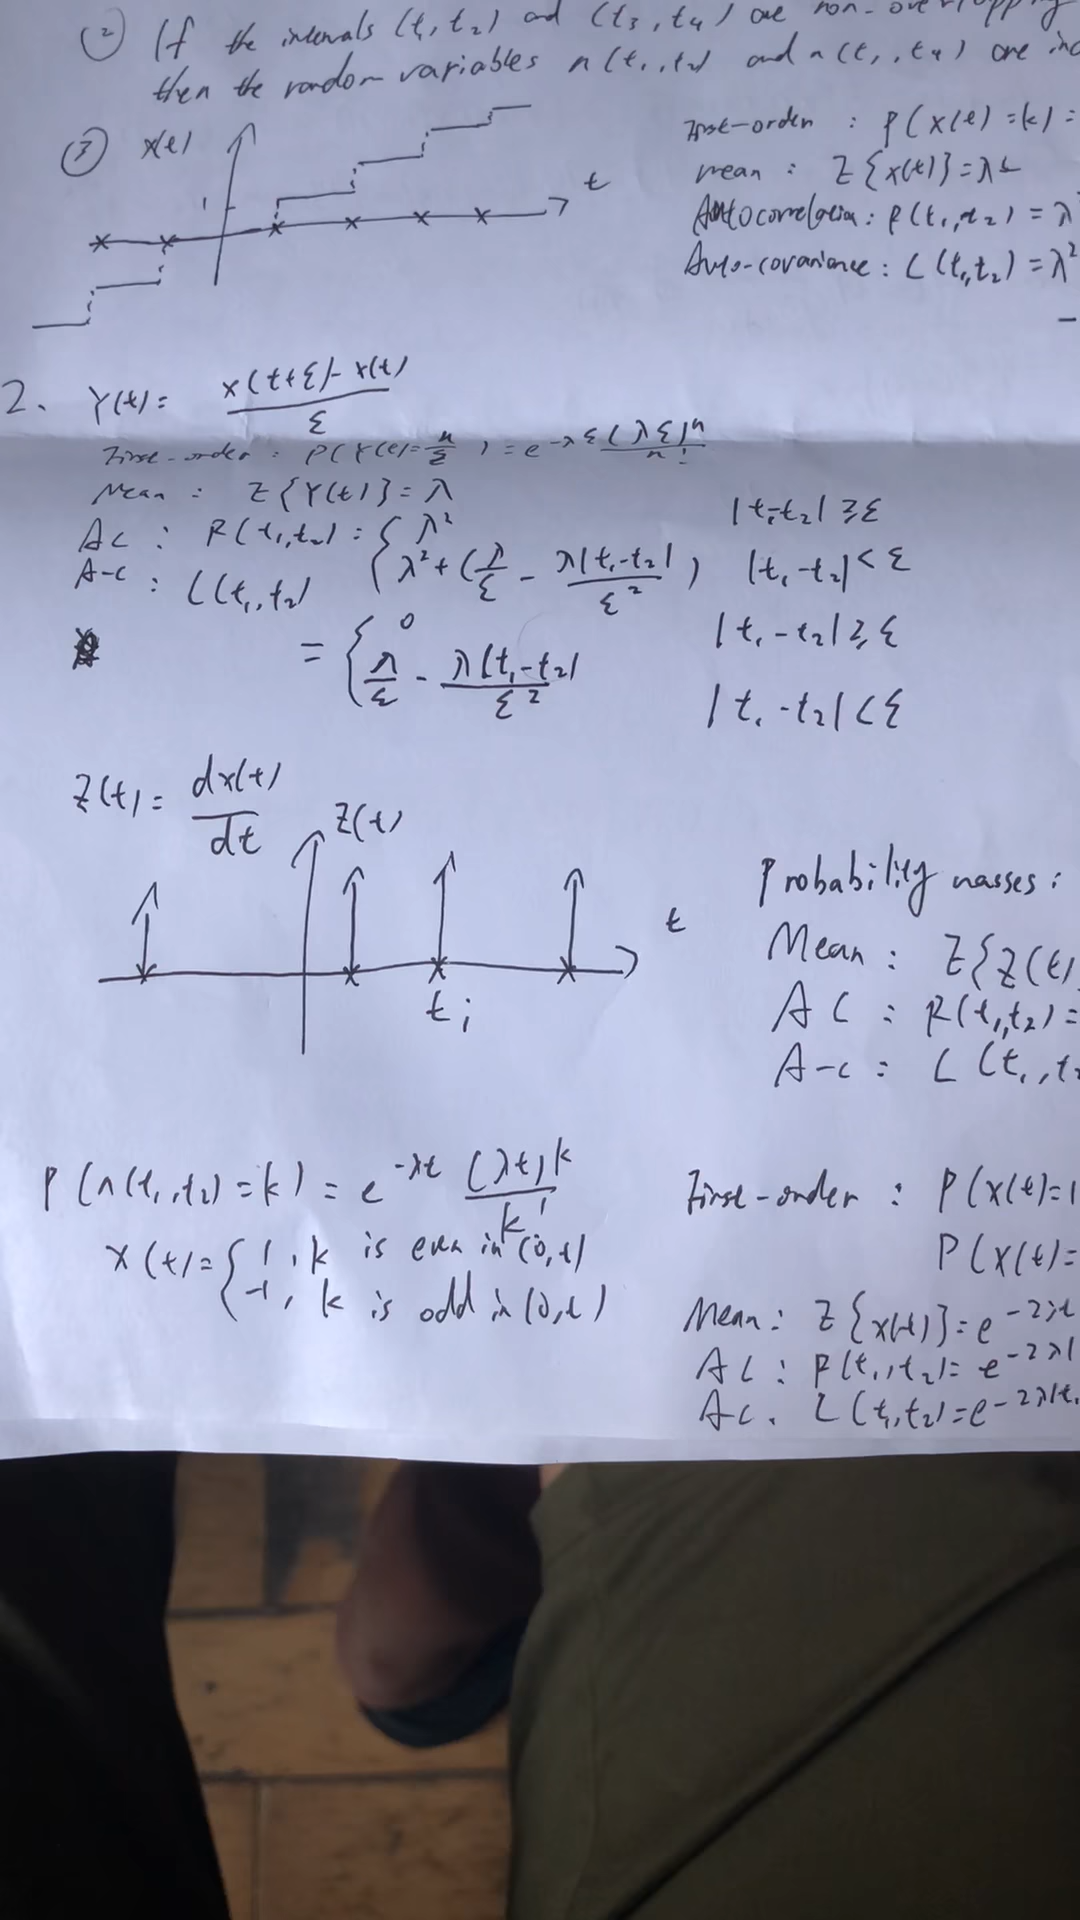 ② If the intervals (t₁, t₂) and (t₃, t₄) are non-overlapping
then the random variables n(t₁, t₂) and n(t₁, t₄) are in
③ x(t)
1
t
First-order : P(x(t) = k) =
mean : E{x(t)} = λt
Autocorrelation : R(t₁, t₂) = λ
Auto-covariance : C(t₁, t₂) = λ²
2. Y(t) = (x(t+ε) - x(t)) / ε
First-order : P(Y(t) = n/ε) = e^-λε (λε)^n / n!
Mean : E{Y(t)} = λ
AC : R(t₁, t₂) = { λ² |t₁-t₂| ≥ ε
λ² + (λ/ε - λ|t₁-t₂| / ε²) |t₁-t₂| < ε
A-C : C(t₁, t₂)
= { 0 |t₁-t₂| ≥ ε
λ/ε - λ|t₁-t₂| / ε² |t₁-t₂| < ε
Z(t) = dx(t)/dt
Z(t)
t
tᵢ
Probability masses :
Mean : E{Z(t)
AC : R(t₁, t₂) =
A-C : C(t₁, t₂
P(n(t₁, t₂) = k) = e^-λt (λt)^k / k!
x(t) = { 1, k is even in (0, t)
-1, k is odd in (0, t)
First-order : P(x(t) = 1
P(x(t) =
Mean : E{x(t)} = e^-2λt
AC : R(t₁, t₂) = e^-2λ|
AC. C(t₁, t₂) = e^-2λ|t₁